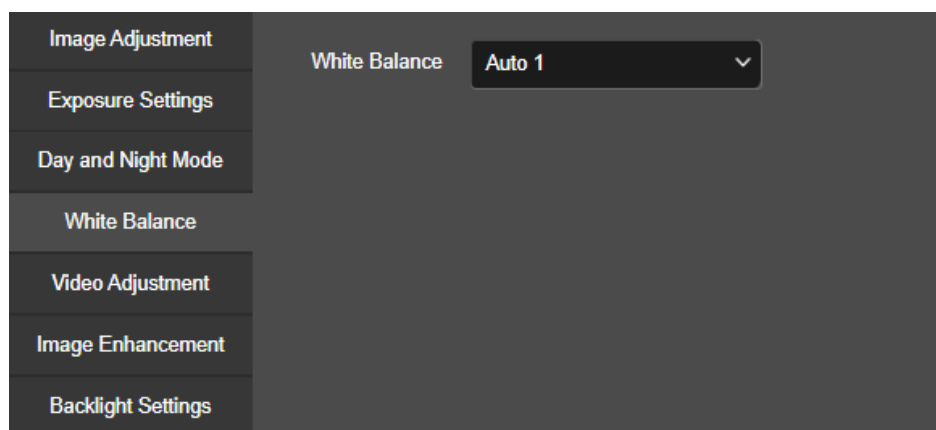 Image Adjustment
Exposure Settings
Day and Night Mode
White Balance
Video Adjustment
Image Enhancement
Backlight Settings
White Balance Auto 1